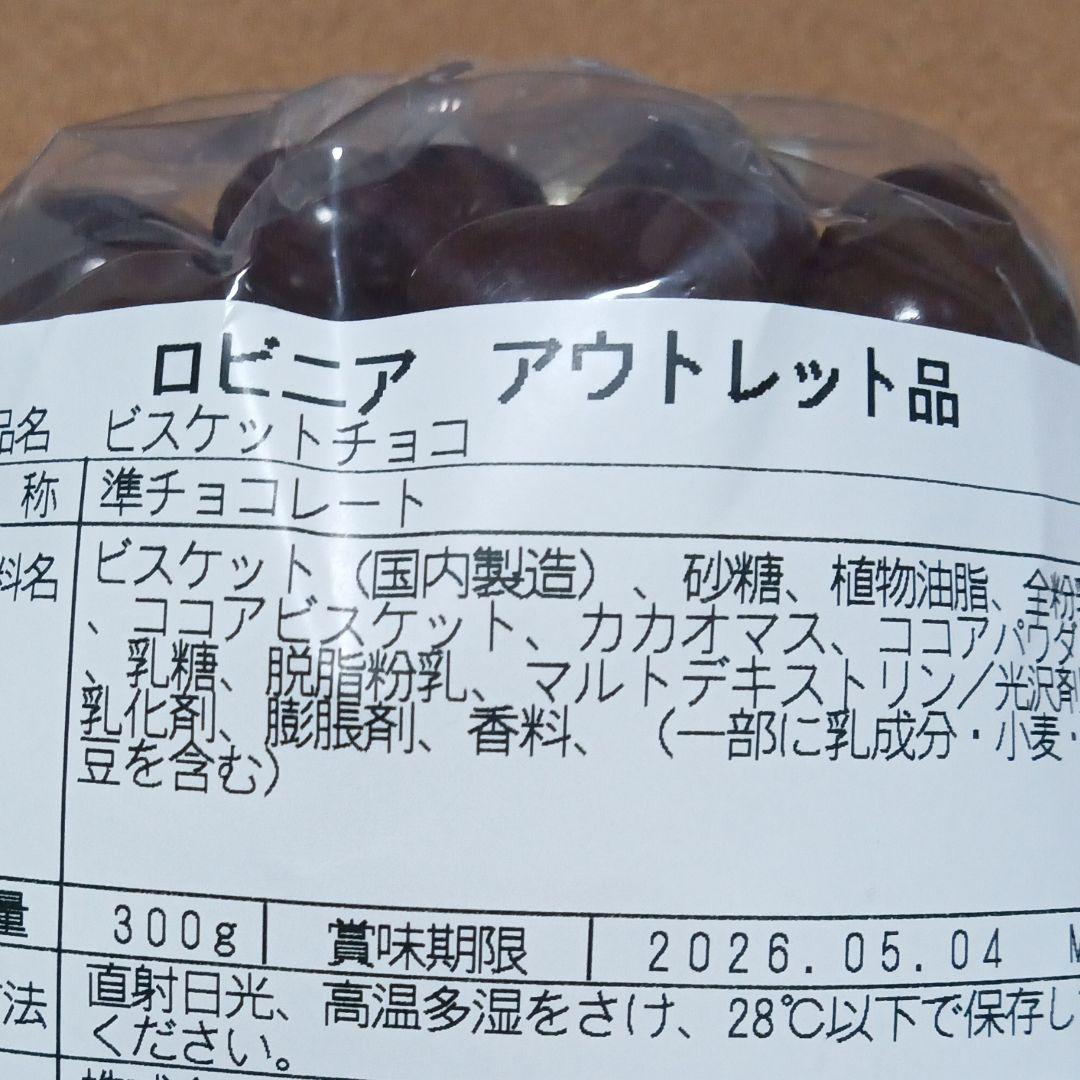 ロビニア　アウトレット品
品名　ビスケットチョコ
称　準チョコレート
料名　ビスケット（国内製造）、砂糖、植物油脂、全粉
、ココアビスケット、カカオマス、ココアパウダ
、乳糖、脱脂粉乳、マルトデキストリン／光沢剤
乳化剤、膨脹剤、香料、（一部に乳成分・小麦・
豆を含む）
量　300g　賞味期限　2026.05.04
法　直射日光、高温多湿をさけ、28℃以下で保存し
ください。